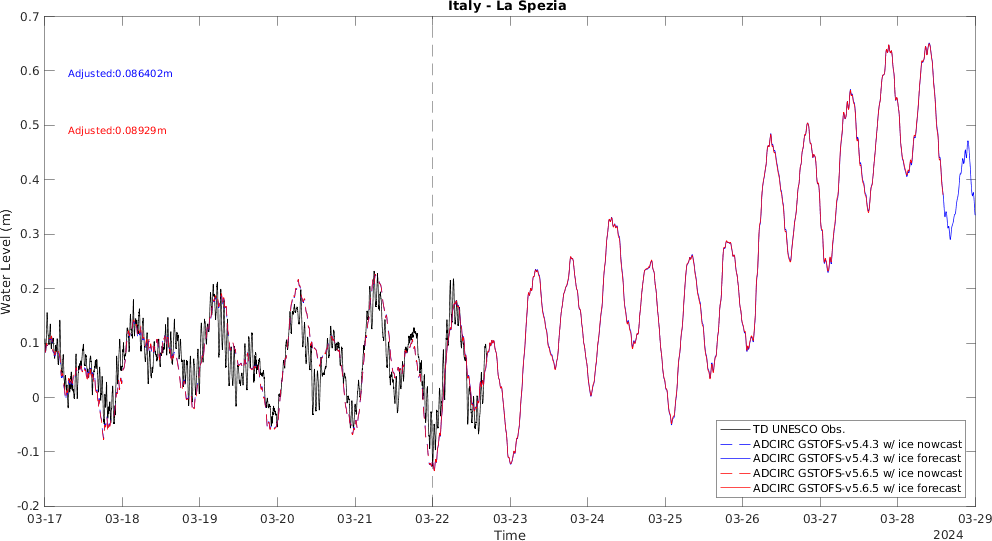 Italy - La Spezia
0.7
0.6
0.5
0.4
0.3
0.2
0.1
0
-0.1
-0.2
Water Level (m)
Adjusted:0.086402m
Adjusted:0.08929m
TD UNESCO Obs.
ADCIRC GSTOFS-v5.4.3 w/ ice nowcast
ADCIRC GSTOFS-v5.4.3 w/ ice forecast
ADCIRC GSTOFS-v5.6.5 w/ ice nowcast
ADCIRC GSTOFS-v5.6.5 w/ ice forecast
03-17 03-18 03-19 03-20 03-21 03-22 03-23 03-24 03-25 03-26 03-27 03-28 03-29
Time
2024